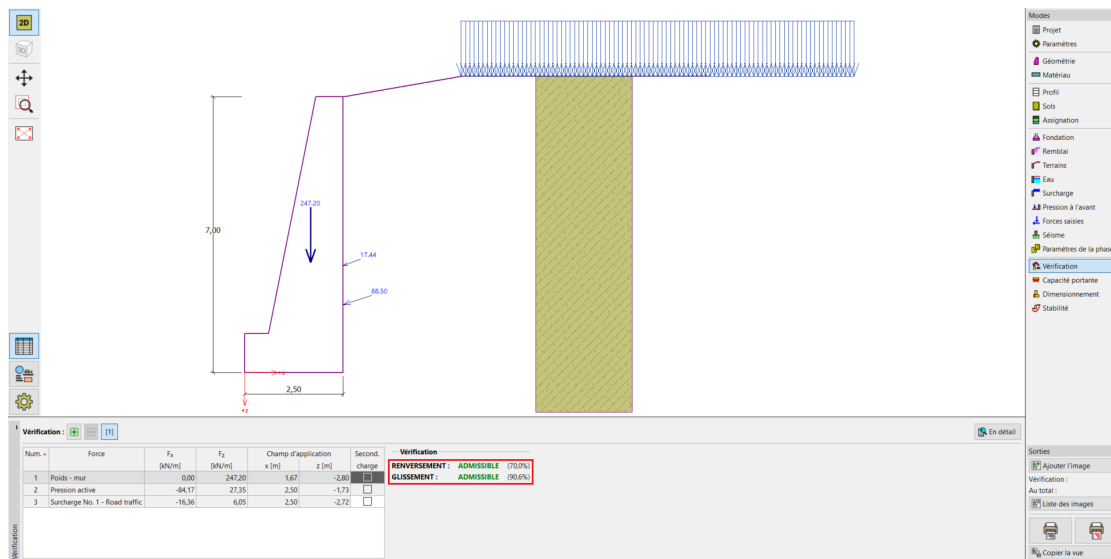 2D
3D
247,20
7,00
17,44
88,50
+x
2,50
+z
Modes
Projet
Paramètres
Géométrie
Matériau
Profil
Sols
Assignation
Fondation
Remblai
Terrains
Eau
Surcharge
Pression à l'avant
Forces saisies
Séisme
Paramètres de la phase
Vérification
Capacité portante
Dimensionnement
Stabilité
Vérification : [1] En détail
Num. Force Fx Fz Champ d'application Second.
[kN/m] [kN/m] x [m] z [m] charge
1 Poids - mur 0,00 247,20 1,67 -2,80
2 Pression active -84,17 27,35 2,50 -1,73
3 Surcharge No. 1 - Road traffic -16,36 6,05 2,50 -2,72
Vérification
RENVERSEMENT : ADMISSIBLE (70,0%)
GLISSEMENT : ADMISSIBLE (90,6%)
Vérification
Sorties
Ajouter l'image
Vérification :
Au total :
Liste des images
Copier la vue